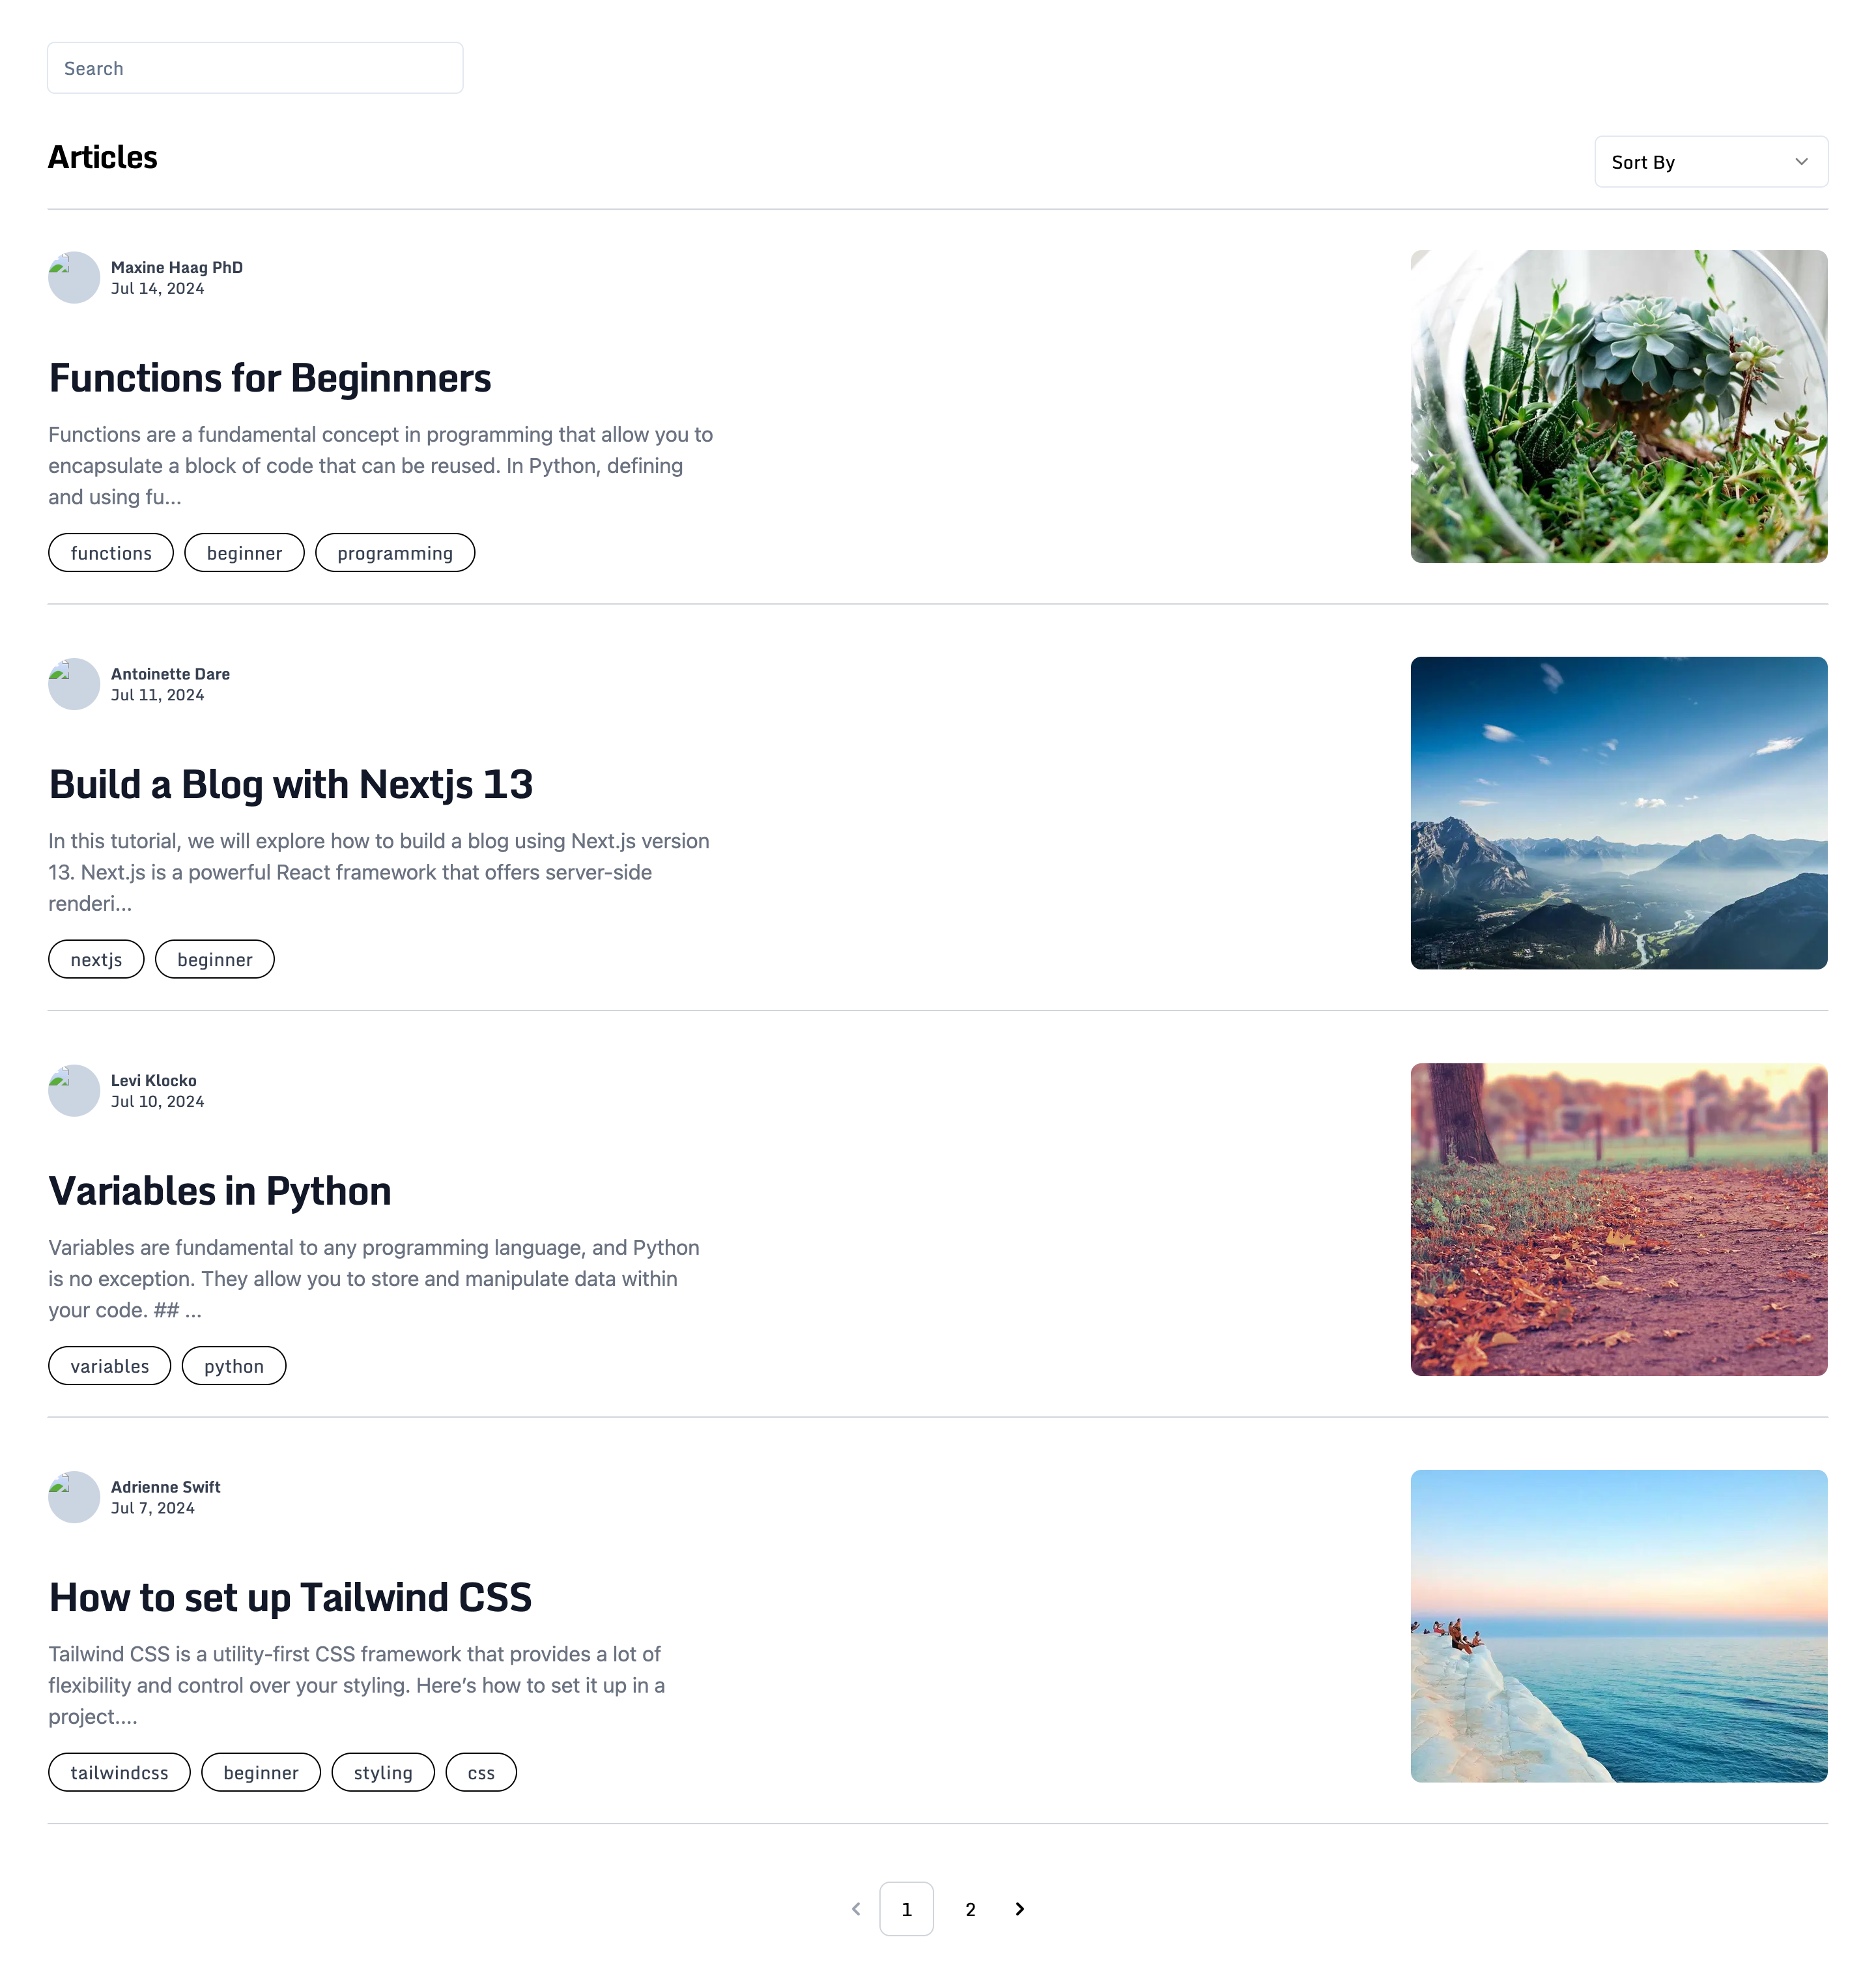 Search
Articles
Sort By
Maxine Haag PhD
Jul 14, 2024
Functions for Beginnners
Functions are a fundamental concept in programming that allow you to
encapsulate a block of code that can be reused. In Python, defining
and using fu...
functions beginner programming
Antoinette Dare
Jul 11, 2024
Build a Blog with Nextjs 13
In this tutorial, we will explore how to build a blog using Next.js version
13. Next.js is a powerful React framework that offers server-side
renderi...
nextjs beginner
Levi Klocko
Jul 10, 2024
Variables in Python
Variables are fundamental to any programming language, and Python
is no exception. They allow you to store and manipulate data within
your code. ## ...
variables python
Adrienne Swift
Jul 7, 2024
How to set up Tailwind CSS
Tailwind CSS is a utility-first CSS framework that provides a lot of
flexibility and control over your styling. Here’s how to set it up in a
project....
tailwindcss beginner styling css
1 2